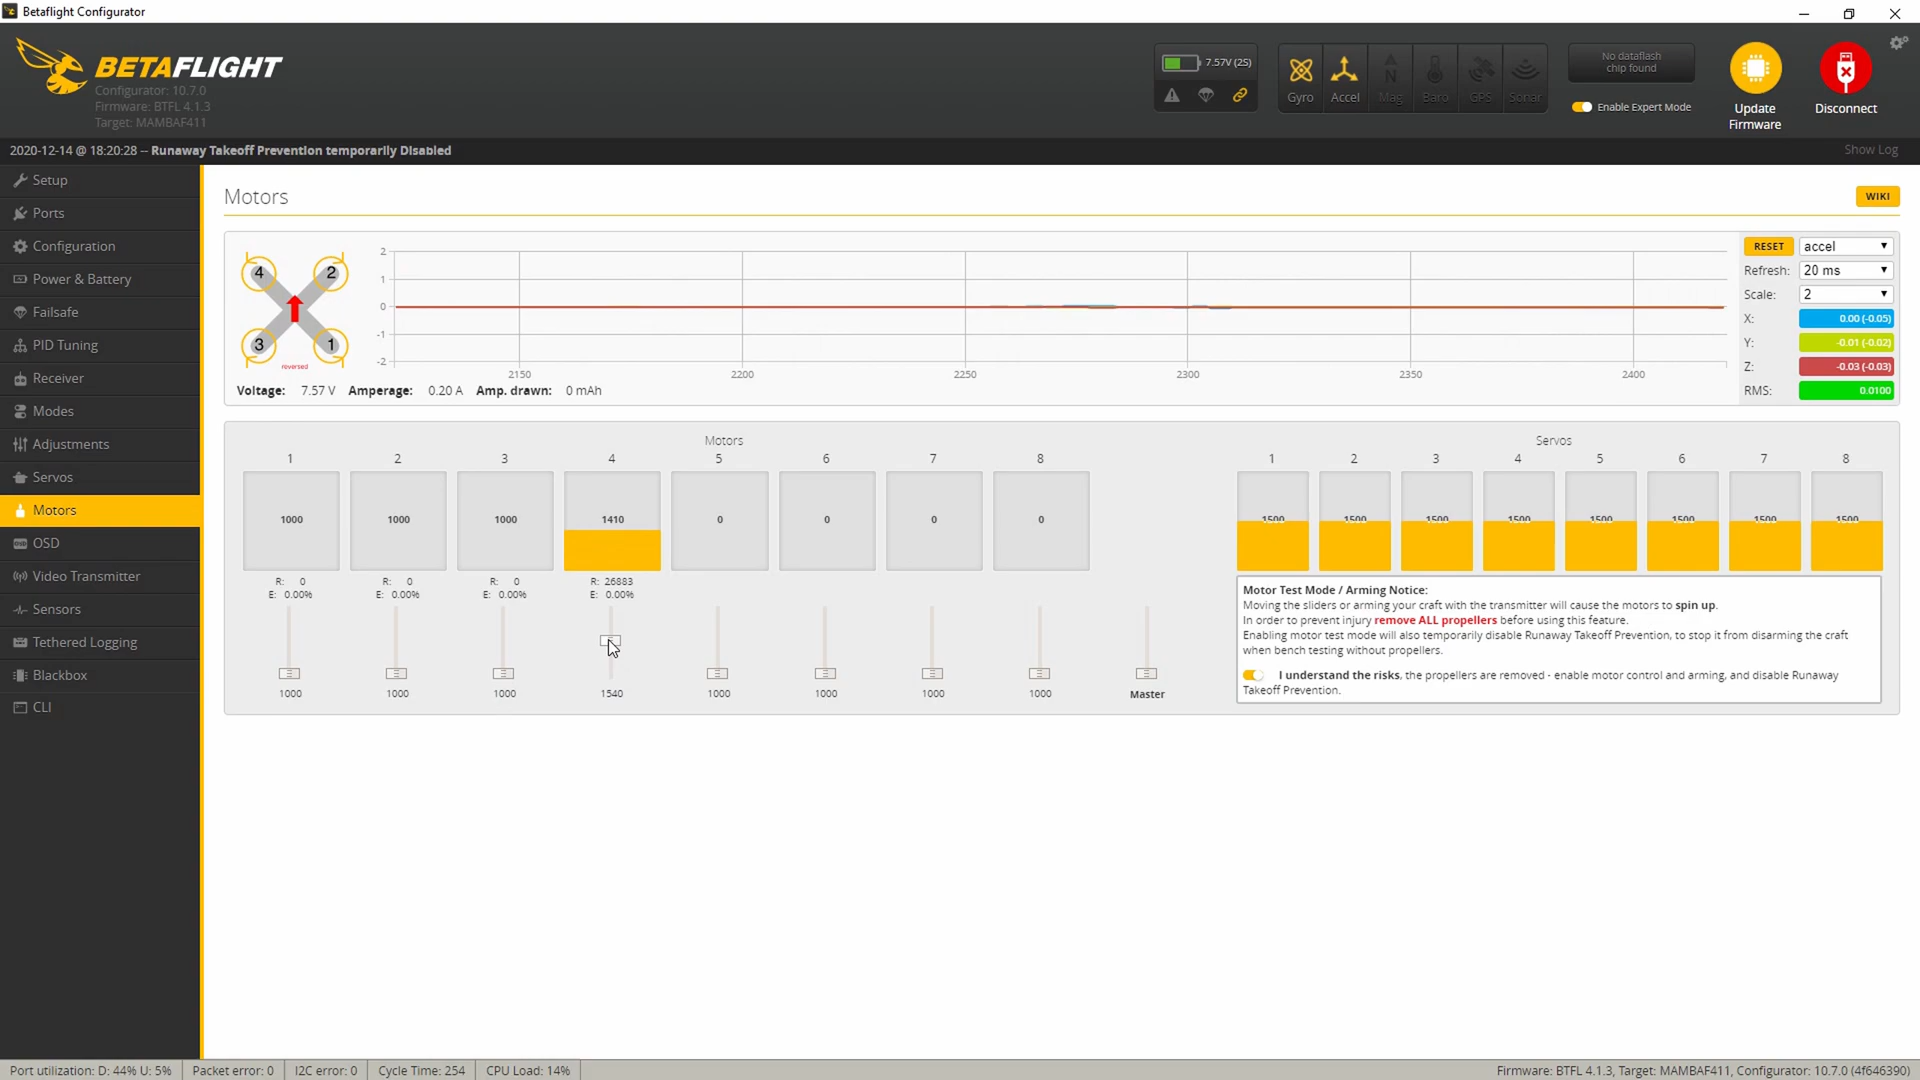 Betaflight Configurator
BETAFLIGHT
Configurator: 10.7.0
Firmware: BTFL 4.1.3
Target: MAMBAF411
7.57V (2S)
Gyro Accel Mag Baro GPS Sonar
No dataflash
chip found
Enable Expert Mode
Update
Firmware
Disconnect
2020-12-14 @ 18:20:28 -- Runaway Takeoff Prevention temporarily Disabled
Show Log
Setup
Ports
Configuration
Power & Battery
Failsafe
PID Tuning
Receiver
Modes
Adjustments
Servos
Motors
OSD
Video Transmitter
Sensors
Tethered Logging
Blackbox
CLI
Motors
WIKI
4 2
3 1
reversed
2
1
0
-1
-2
2150 2200 2250 2300 2350 2400
RESET accel
Refresh: 20 ms
Scale: 2
X: 0.00 (-0.05)
Y: -0.01 (-0.02)
Z: -0.03 (-0.03)
RMS: 0.0100
Voltage: 7.57 V Amperage: 0.20 A Amp. drawn: 0 mAh
Motors
1 2 3 4 5 6 7 8
1000 1000 1000 1410 0 0 0 0
R: 0 R: 0 R: 0 R: 26883
E: 0.00% E: 0.00% E: 0.00% E: 0.00%
1000 1000 1000 1540 1000 1000 1000 1000 Master
Servos
1 2 3 4 5 6 7 8
1500 1500 1500 1500 1500 1500 1500 1500
Motor Test Mode / Arming Notice:
Moving the sliders or arming your craft with the transmitter will cause the motors to spin up.
In order to prevent injury remove ALL propellers before using this feature.
Enabling motor test mode will also temporarily disable Runaway Takeoff Prevention, to stop it from disarming the craft
when bench testing without propellers.
I understand the risks, the propellers are removed - enable motor control and arming, and disable Runaway
Takeoff Prevention.
Port utilization: D: 44% U: 5% Packet error: 0 I2C error: 0 Cycle Time: 254 CPU Load: 14%
Firmware: BTFL 4.1.3, Target: MAMBAF411, Configurator: 10.7.0 (4f646390)